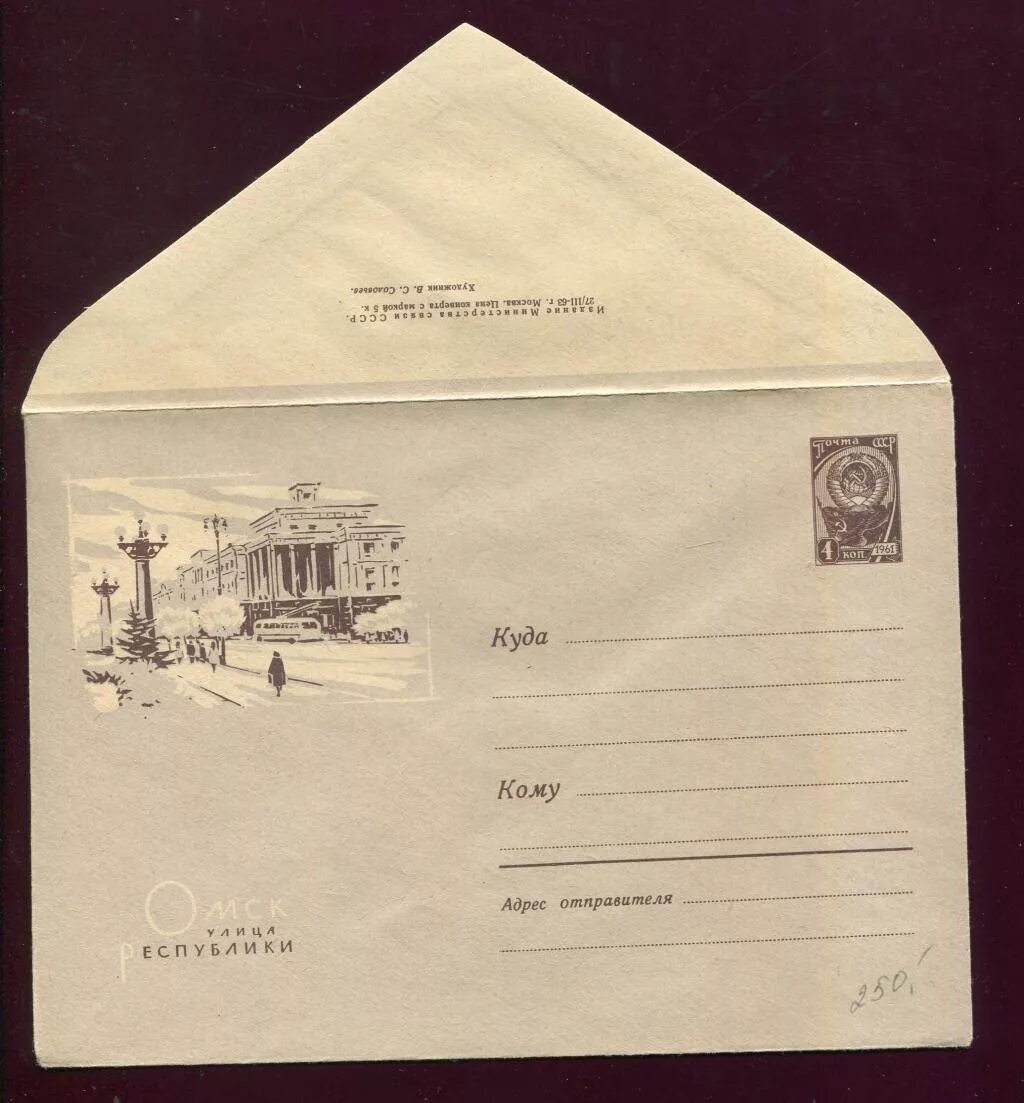 Издание Министерства связи СССР.
27/III-63 г. Москва. Цена конверта с маркой 5 к.
Художник В. С. Соловьев.
Почта СССР
4 коп. 1961
Куда
Кому
Адрес отправителя
Омск
улица
Республики
250,